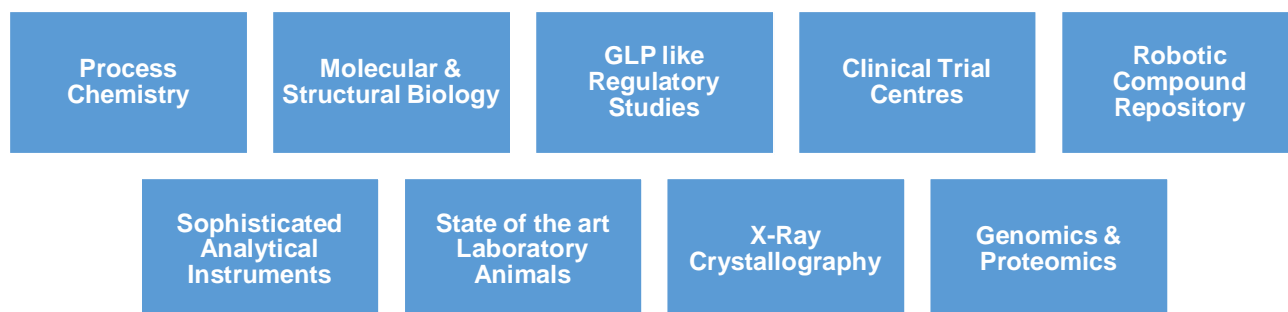 Process
Chemistry
Molecular &
Structural Biology
GLP like
Regulatory
Studies
Clinical Trial
Centres
Robotic
Compound
Repository
Sophisticated
Analytical
Instruments
State of the art
Laboratory
Animals
X-Ray
Crystallography
Genomics &
Proteomics